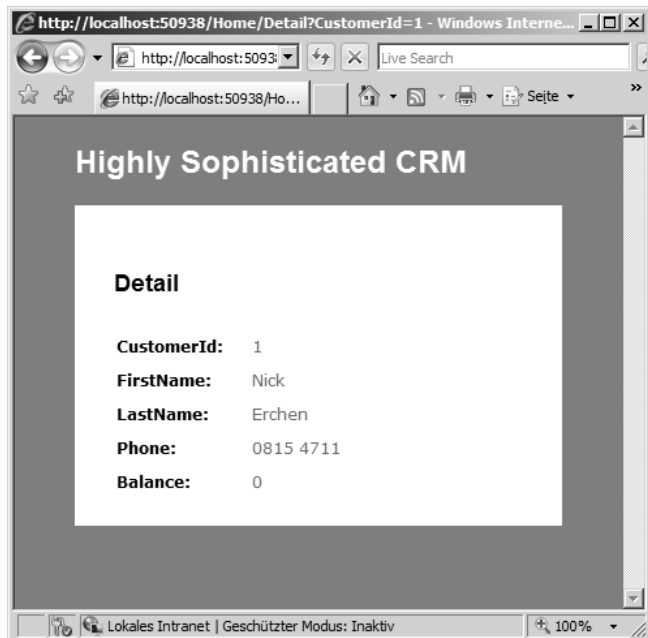 http://localhost:50938/Home/Detail?CustomerId=1 - Windows Interne...
http://localhost:5093
Live Search
http://localhost:50938/Ho...
Seite
Highly Sophisticated CRM
Detail
CustomerId: 1
FirstName: Nick
LastName: Erchen
Phone: 0815 4711
Balance: 0
Lokales Intranet | Geschützter Modus: Inaktiv
100%